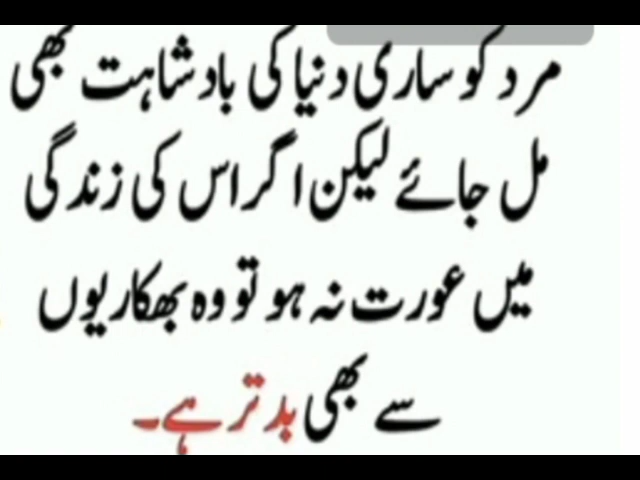 مرد کو ساری دنیا کی بادشاہت بھی
مل جائے لیکن اگر اس کی زندگی
میں عورت نہ ہو تو وہ بھکاریوں
سے بھی بدتر ہے۔